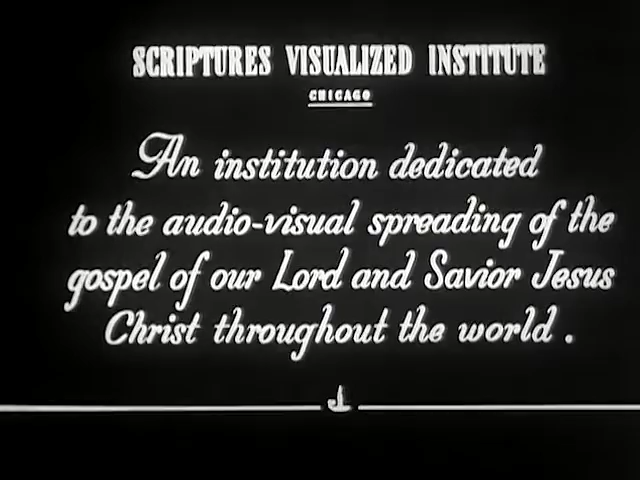 SCRIPTURES VISUALIZED INSTITUTE
CHICAGO
An institution dedicated
to the audio-visual spreading of the
gospel of our Lord and Savior Jesus
Christ throughout the world.